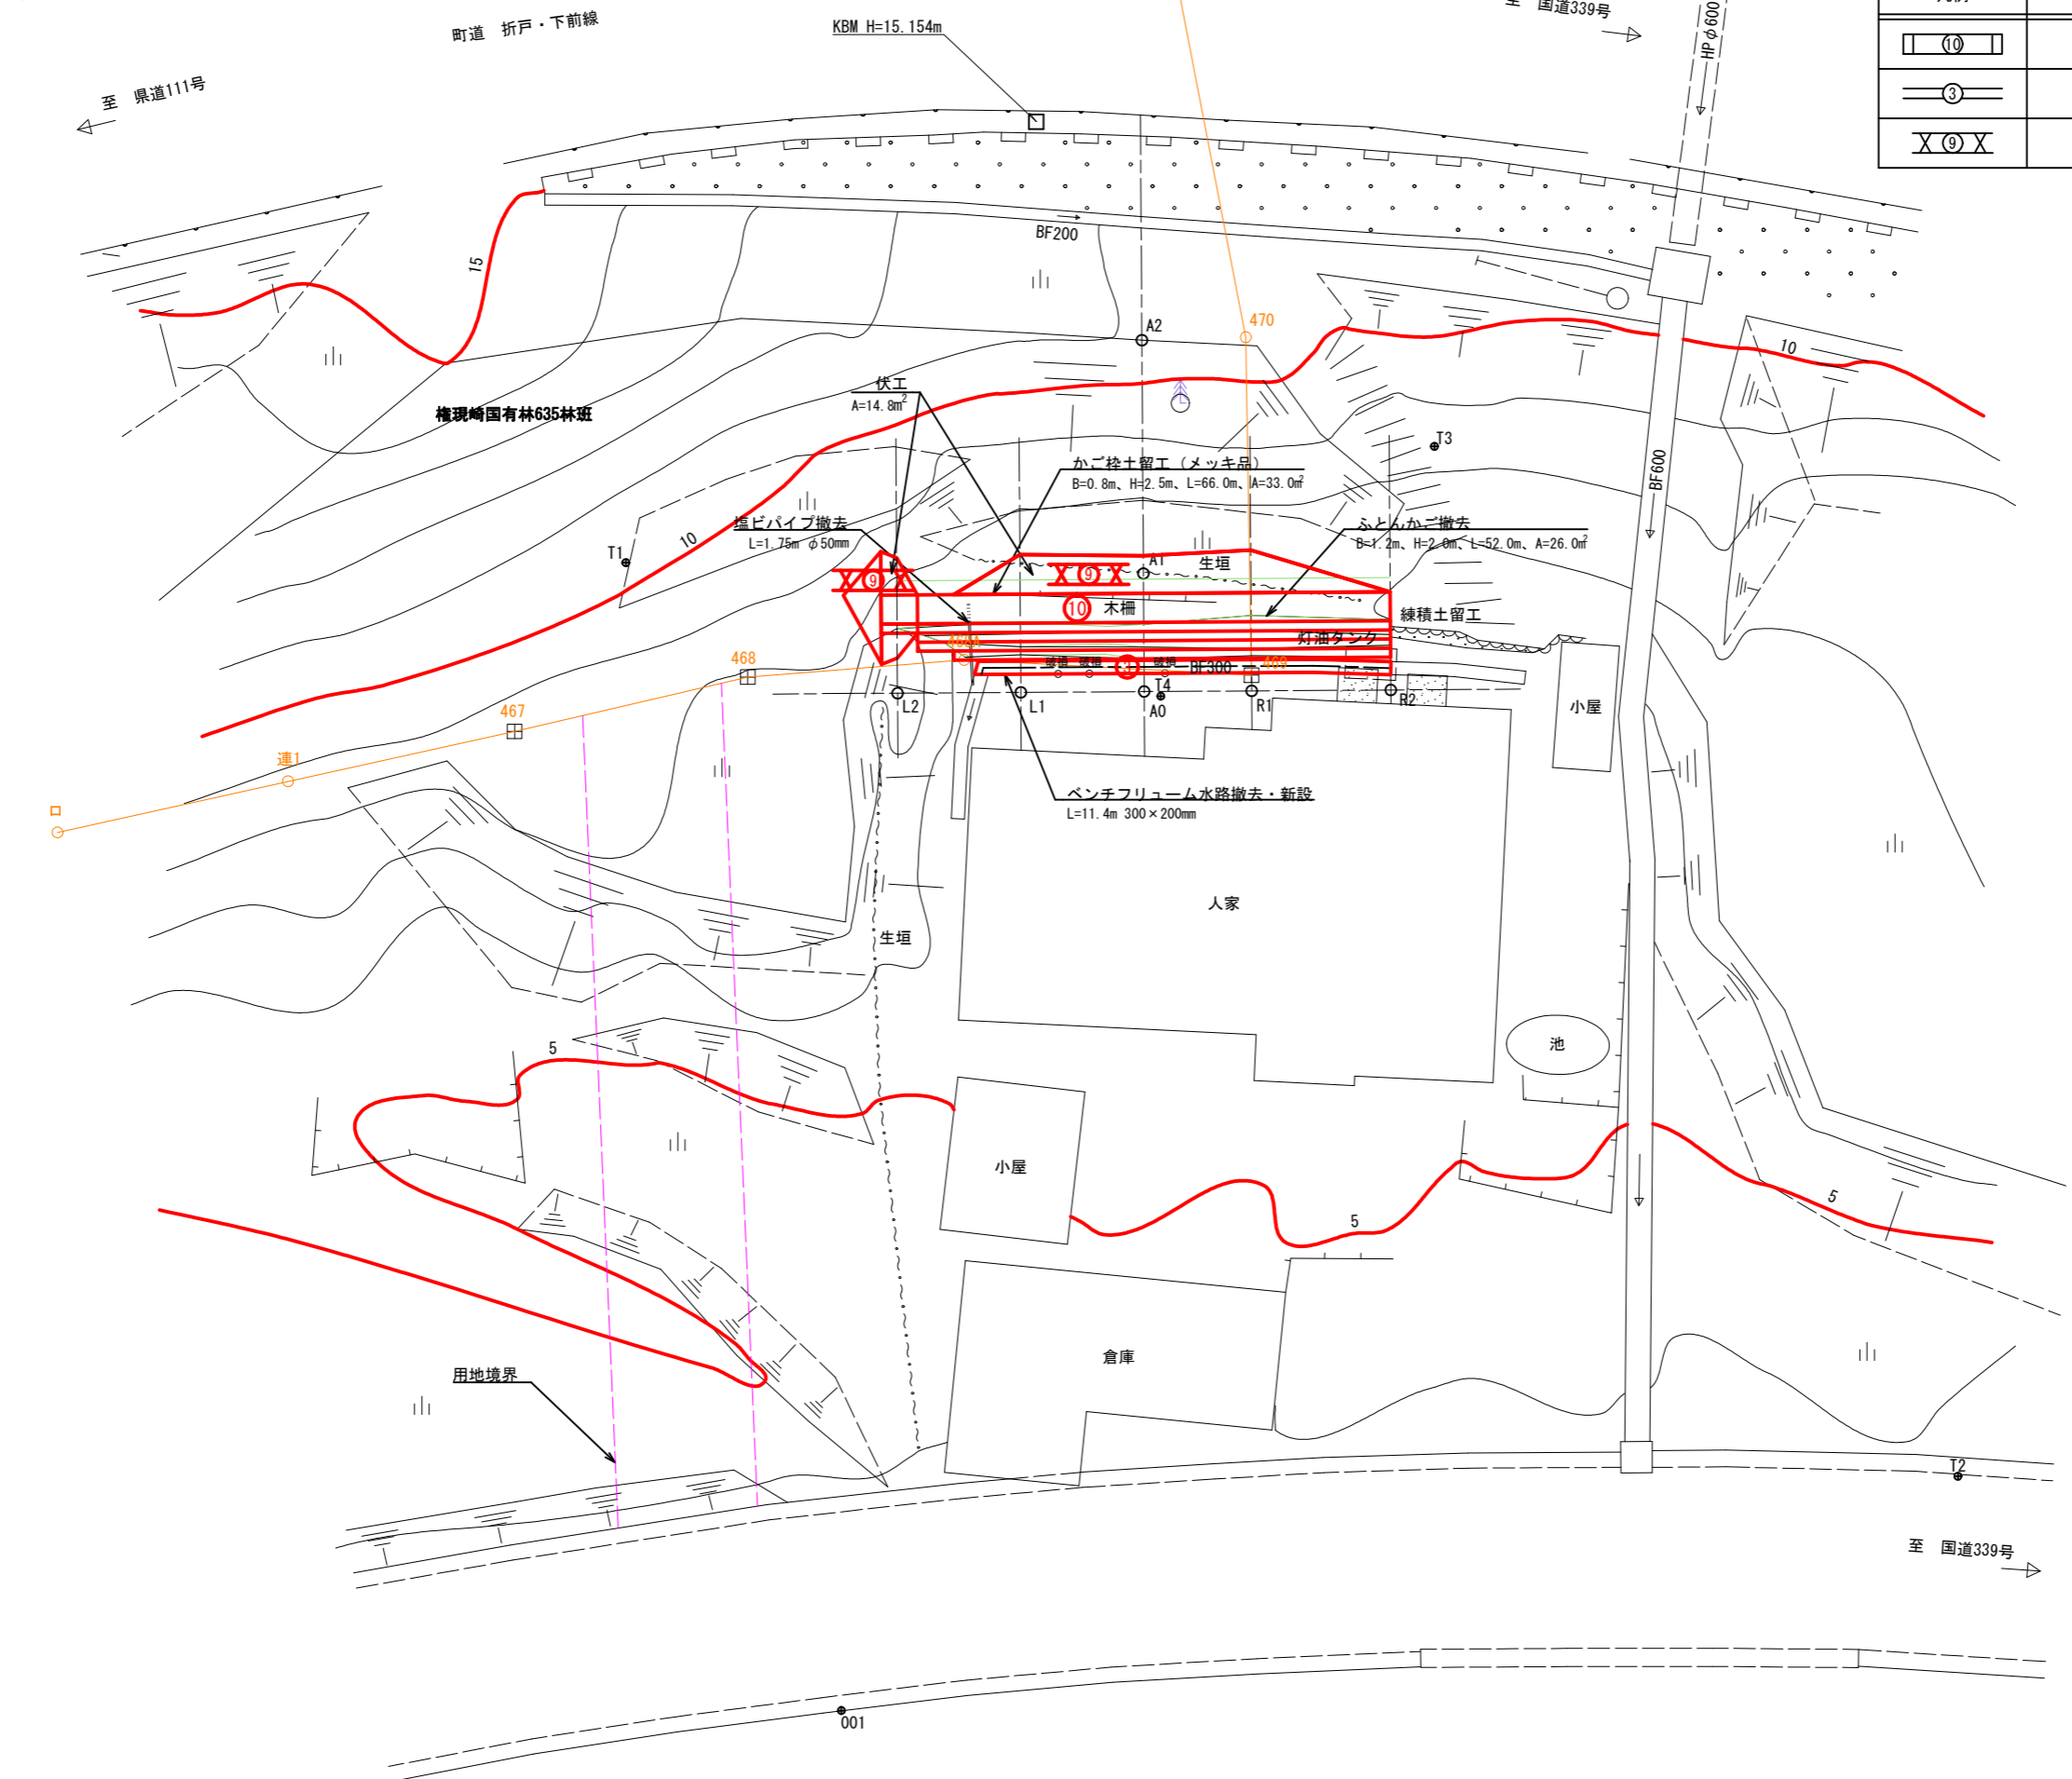 町道 折戸・下前線
KBM H=15.154m
至 国道339号
HPφ600
至 県道111号
⑩
③
X ⑨ X
BF200
15
A2
470
10
伏工
A=14.8m²
権現崎国有林635林班
T3
かご枠土留工（メッキ品）
B=0.8m、H=2.5m、L=66.0m、A=33.0m²
BF600
塩ビパイプ撤去
L=1.75m φ50mm
ふとんかご撤去
B=1.2m、H=2.0m、L=52.0m、A=26.0m²
T1
10
生垣
A1
X ⑨ X
X ⑨ X
⑩ 木柵
練積土留工
灯油タンク
468
破損 破損 破損
BF300
469
T4
L2
L1
A0
R1
R2
小屋
467
連1
ロ
ベンチフリューム水路撤去・新設
L=11.4m 300×200mm
人家
生垣
池
5
小屋
5
5
倉庫
用地境界
T2
至 国道339号
001